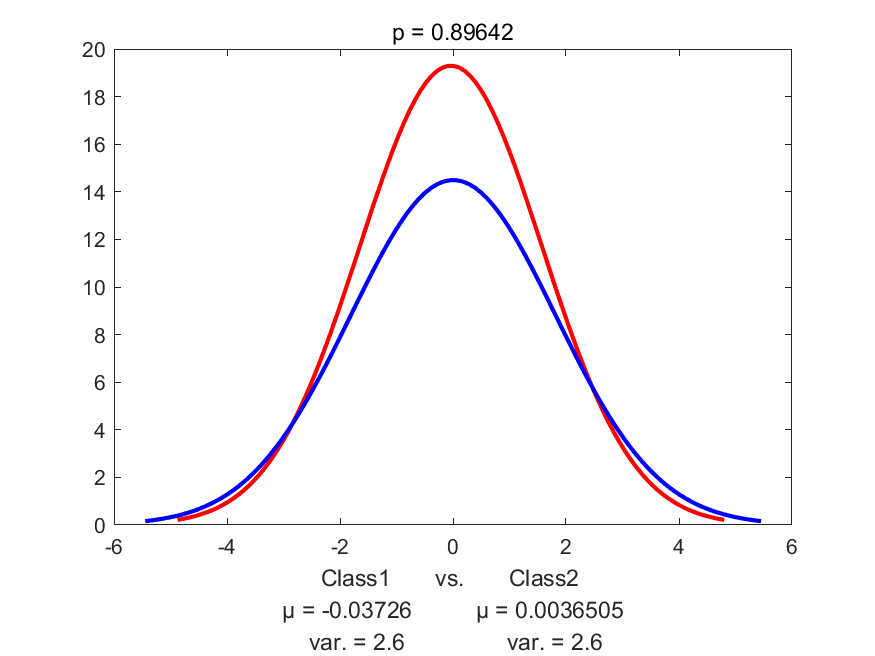 p = 0.89642
20
18
16
14
12
10
8
6
4
2
0
-6 -4 -2 0 2 4 6
Class1 vs. Class2
μ = -0.03726 μ = 0.0036505
var. = 2.6 var. = 2.6